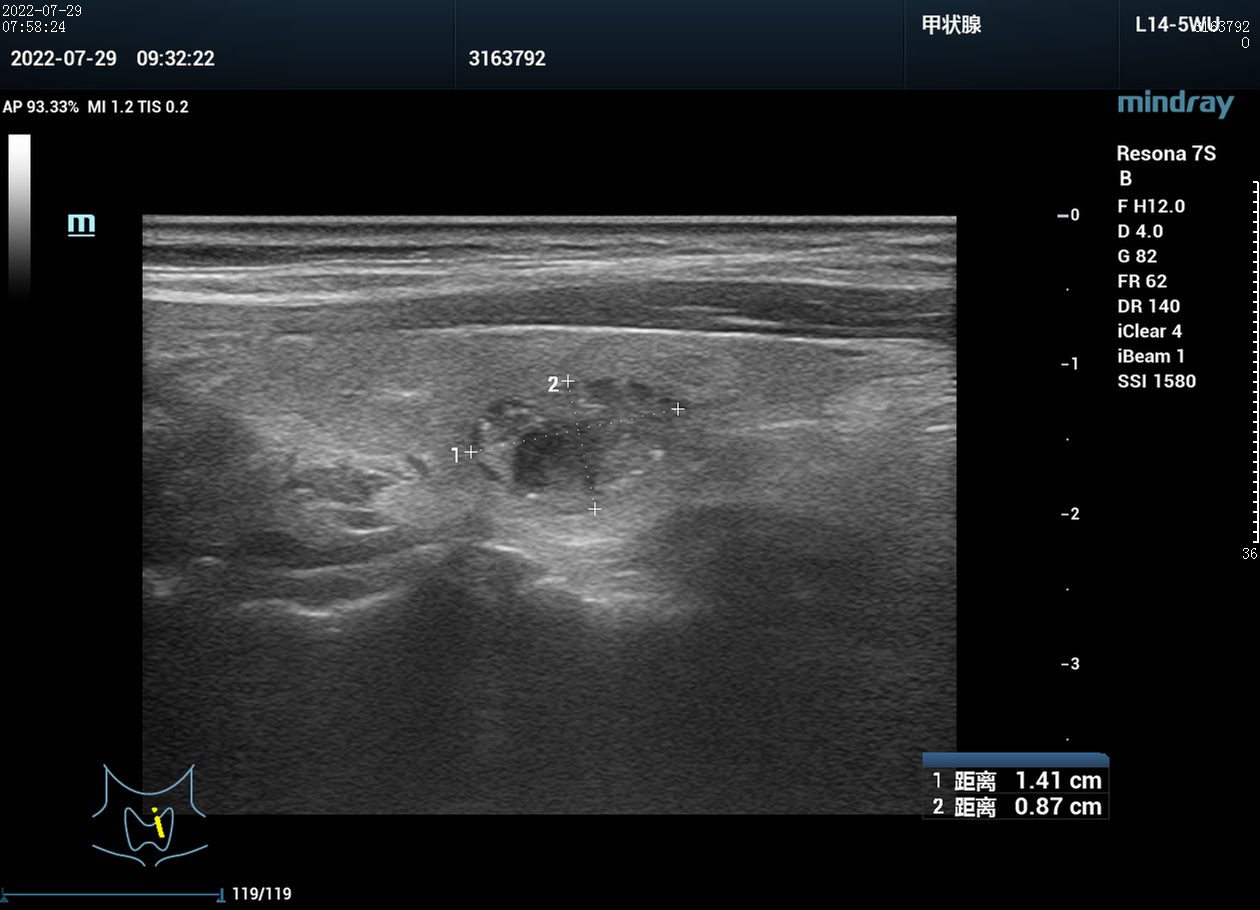 2022-07-29
07:58:24
2022-07-29 09:32:22
3163792
甲状腺
L14-5WU
3163792
0
AP 93.33% MI 1.2 TIS 0.2
mindray
Resona 7S
B
F H12.0
D 4.0
G 82
FR 62
DR 140
iClear 4
iBeam 1
SSI 1580
m
0
1
2
3
2
1
36
1 距离 1.41 cm
2 距离 0.87 cm
119/119